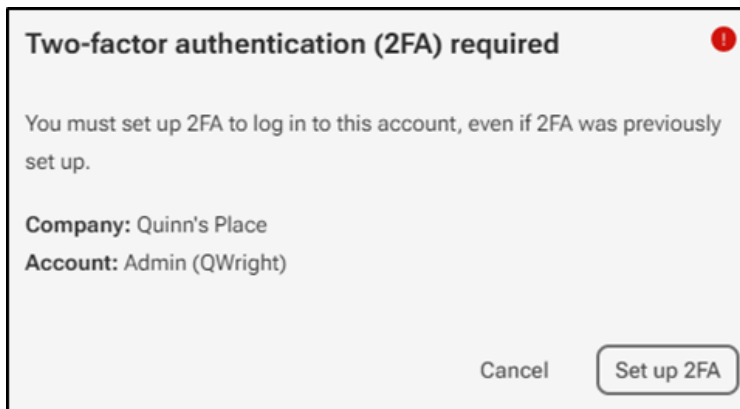 Two-factor authentication (2FA) required
You must set up 2FA to log in to this account, even if 2FA was previously
set up.
Company: Quinn's Place
Account: Admin (QWright)
Cancel
Set up 2FA